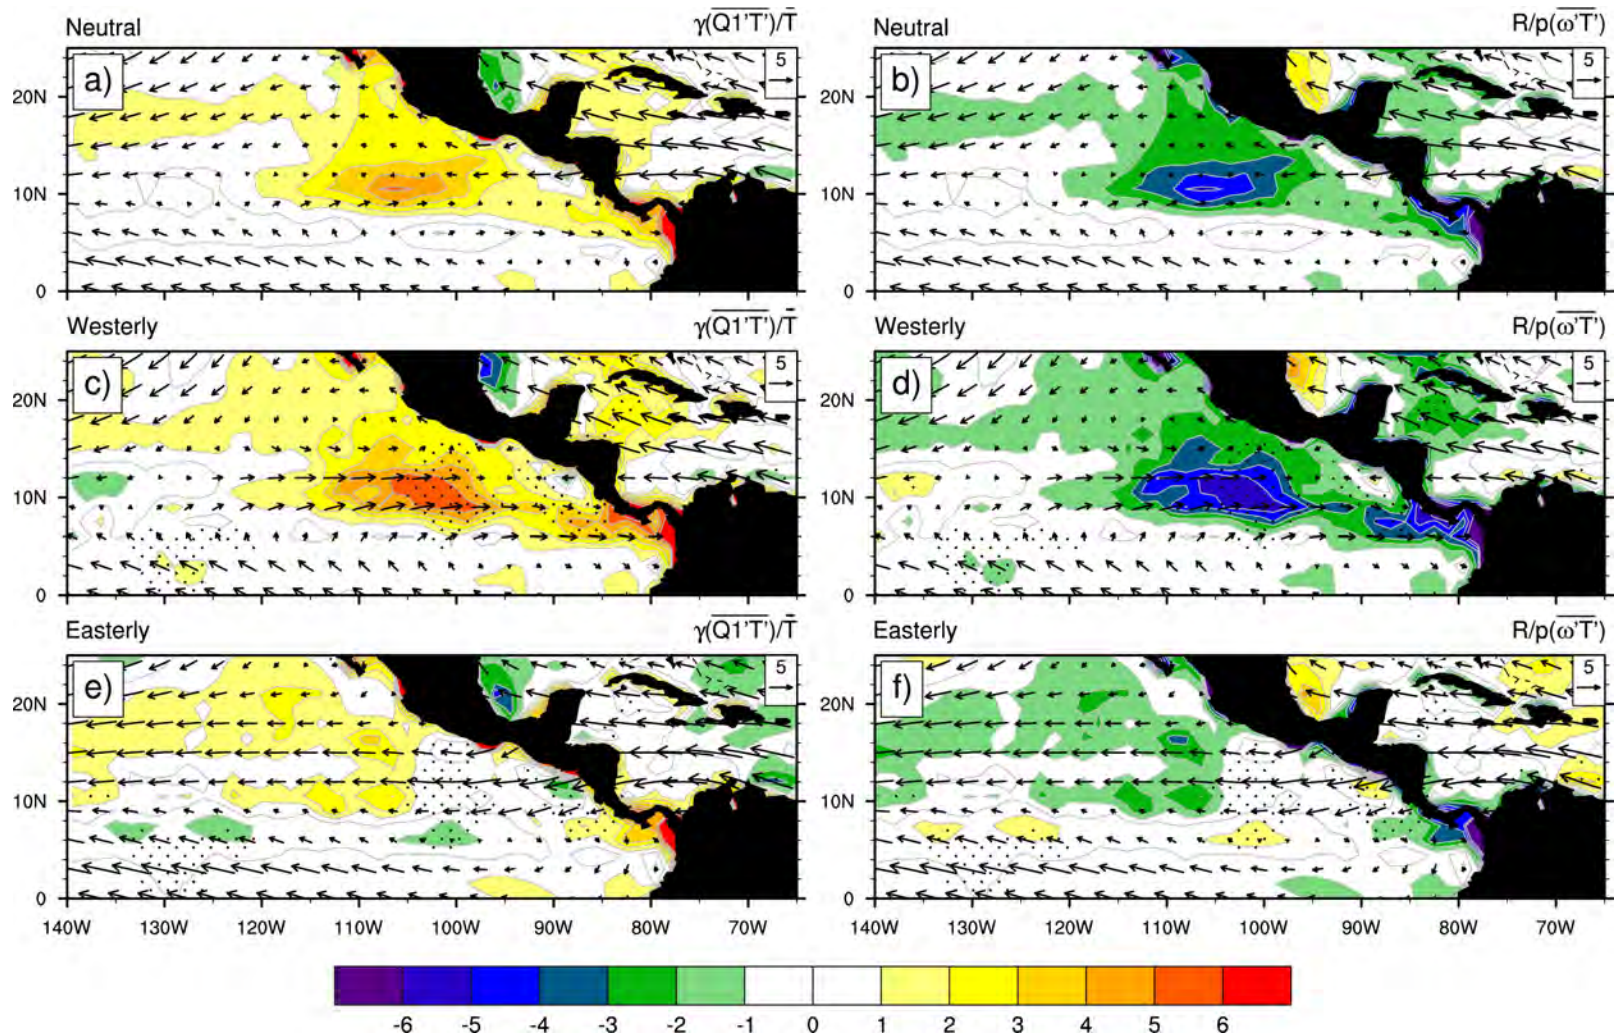 Neutral γ(Q1'T')/T̄ Neutral R/p(ω'T')
a) 5 b) 5
20N 20N
10N 10N
0 0
Westerly γ(Q1'T')/T̄ Westerly R/p(ω'T')
c) 5 d) 5
20N 20N
10N 10N
0 0
Easterly γ(Q1'T')/T̄ Easterly R/p(ω'T')
e) 5 f) 5
20N 20N
10N 10N
0 0
140W 130W 120W 110W 100W 90W 80W 70W 140W 130W 120W 110W 100W 90W 80W 70W
-6 -5 -4 -3 -2 -1 0 1 2 3 4 5 6